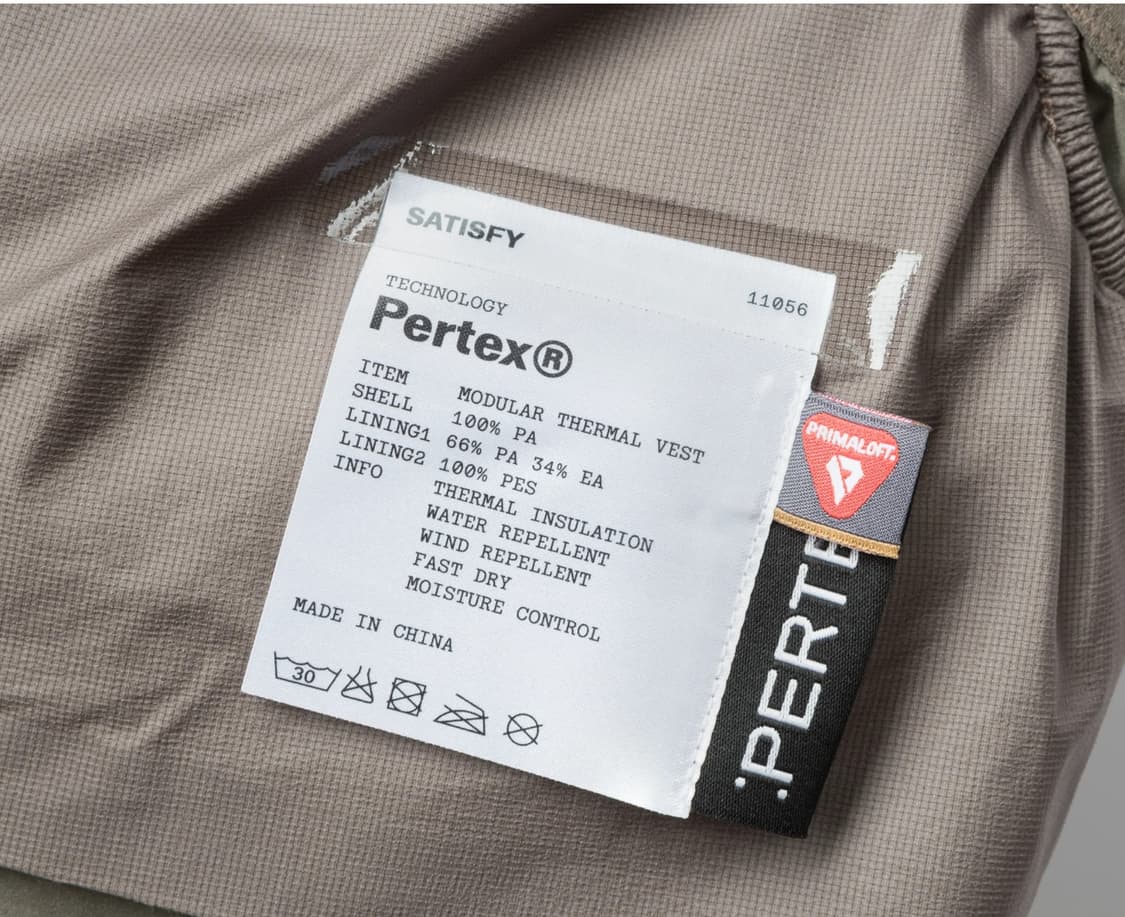 SATISFY
11056
TECHNOLOGY
Pertex®
ITEM MODULAR THERMAL VEST
SHELL 100% PA
LINING1 66% PA 34% EA
LINING2 100% PES
INFO THERMAL INSULATION
WATER REPELLENT
WIND REPELLENT
FAST DRY
MOISTURE CONTROL
MADE IN CHINA
30
PRIMALOFT.
:PERTE